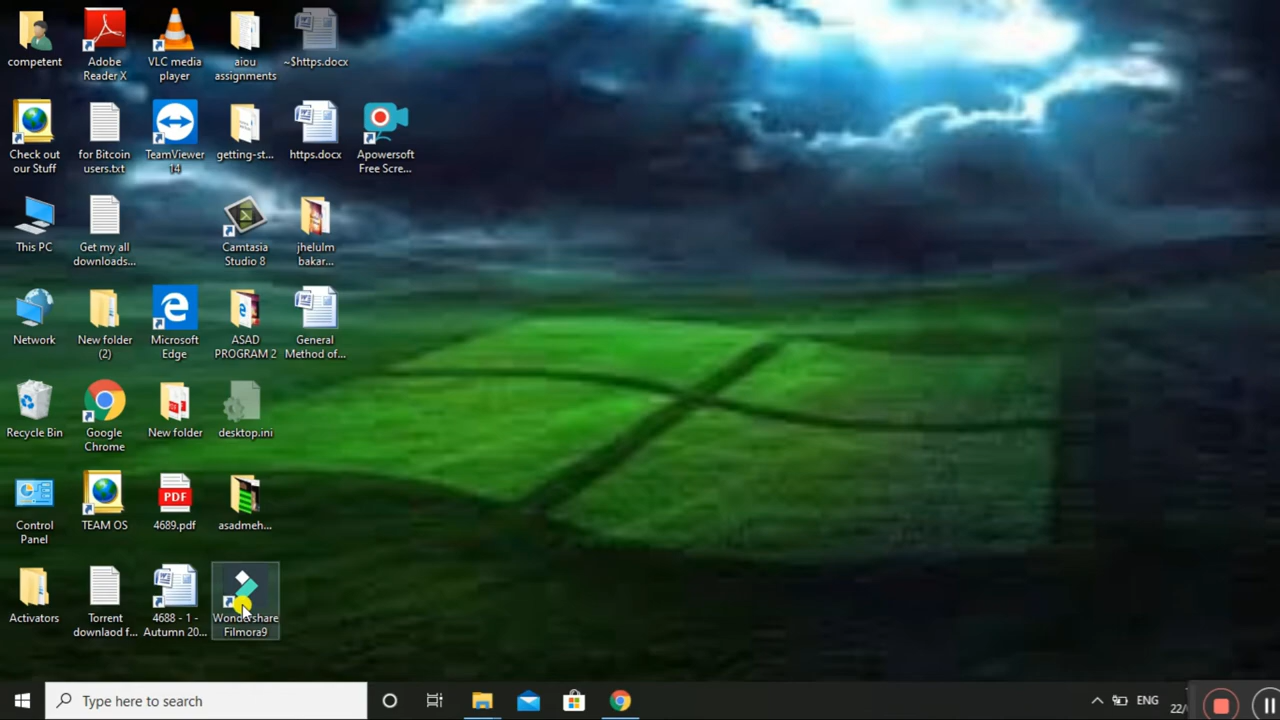 competent
Adobe
Reader X
VLC media
player
aiou
assignments
~$https.docx
Check out
our Stuff
for Bitcoin
users.txt
TeamViewer
14
getting-st...
https.docx
Apowersoft
Free Scre...
This PC
Get my all
downloads...
Camtasia
Studio 8
jhelulm
bakar...
Network
New folder
(2)
Microsoft
Edge
ASAD
PROGRAM 2
General
Method of...
Recycle Bin
Google
Chrome
New folder
desktop.ini
Control
Panel
TEAM OS
PDF
4689.pdf
asadmeh...
Activators
Torrent
downlaod f...
4688 - 1 -
Autumn 20...
Wondershare
Filmora9
Type here to search
ENG
22/